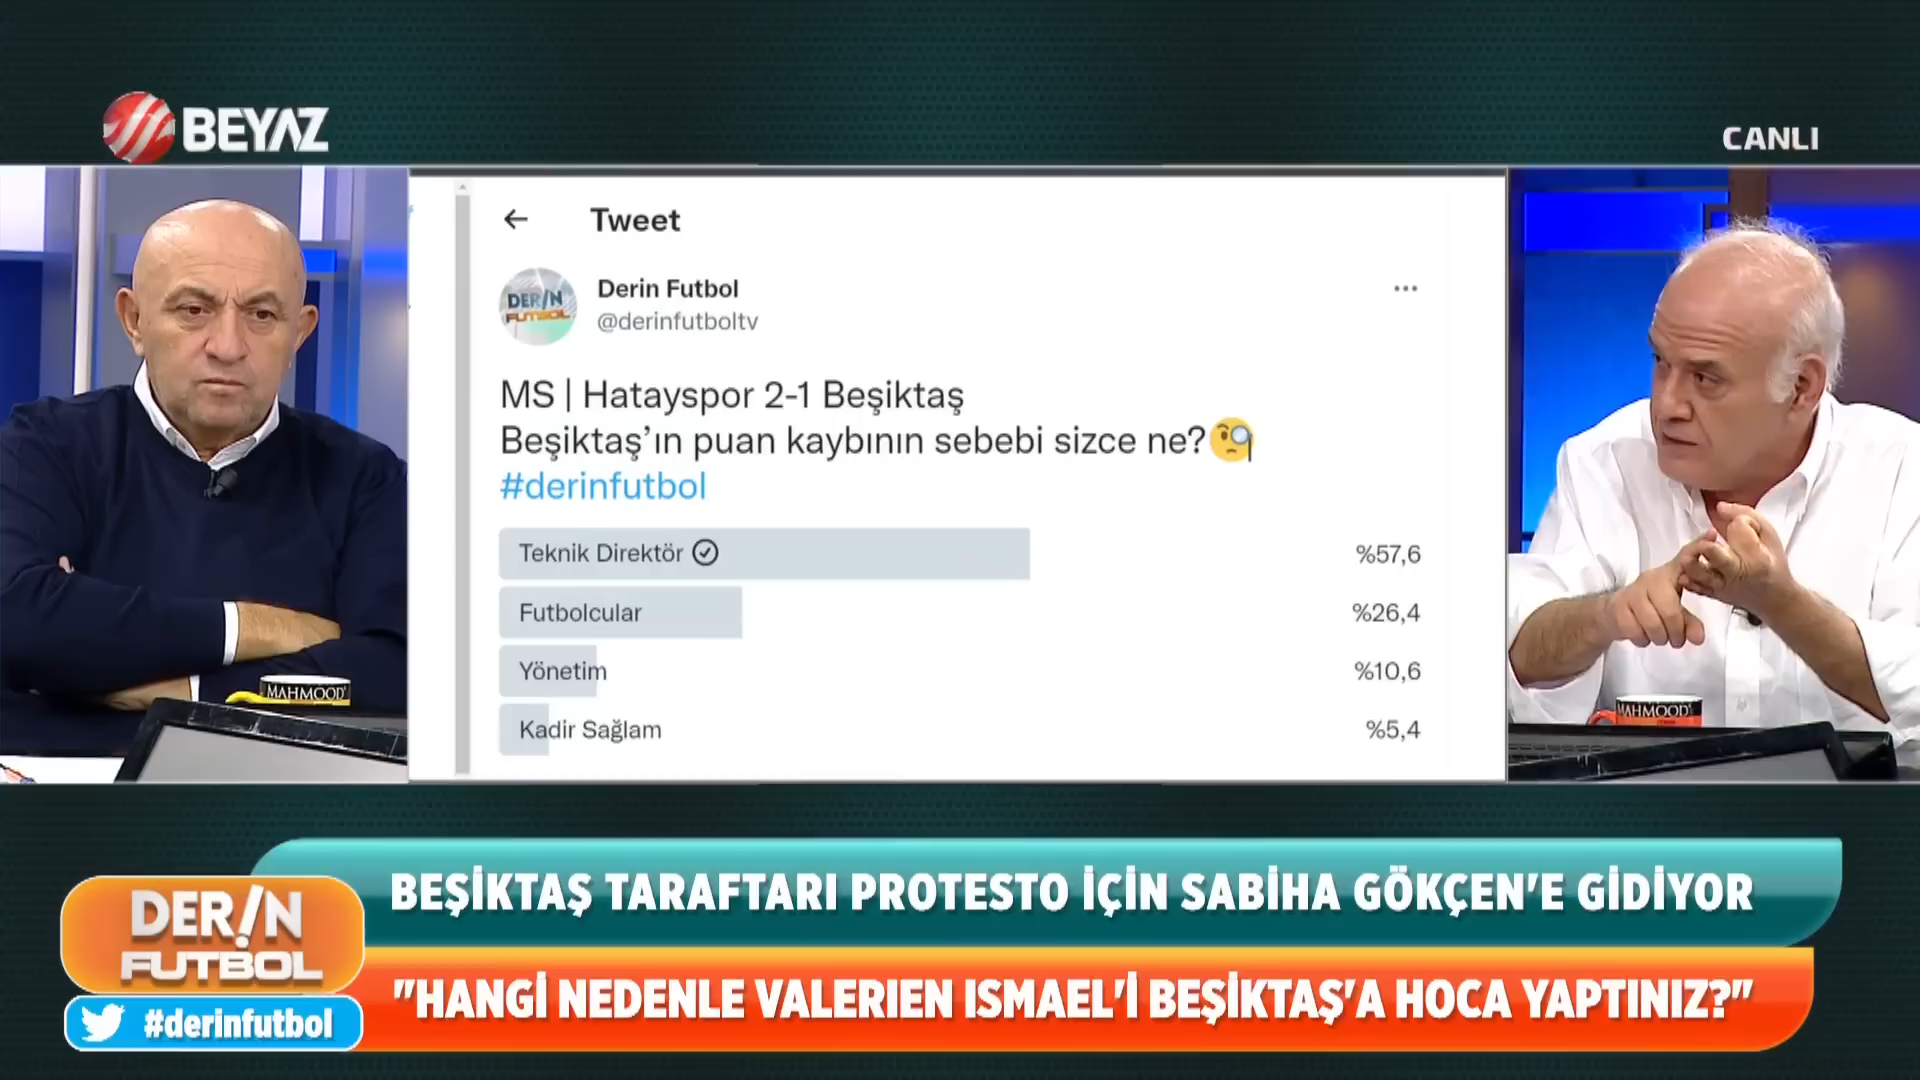 BEYAZ
CANLI
Tweet
DERİN
FUTBOL
Derin Futbol
@derinfutboltv
MS | Hatayspor 2-1 Beşiktaş
Beşiktaş’ın puan kaybının sebebi sizce ne?🧐
#derinfutbol
Teknik Direktör
%57,6
Futbolcular
%26,4
Yönetim
%10,6
Kadir Sağlam
%5,4
MAHMOOD
MAHMOOD
BEŞİKTAŞ TARAFTARI PROTESTO İÇİN SABİHA GÖKÇEN'E GİDİYOR
DER!N
FUTBOL
"HANGİ NEDENLE VALERIEN ISMAEL'İ BEŞİKTAŞ'A HOCA YAPTINIZ?"
#derinfutbol